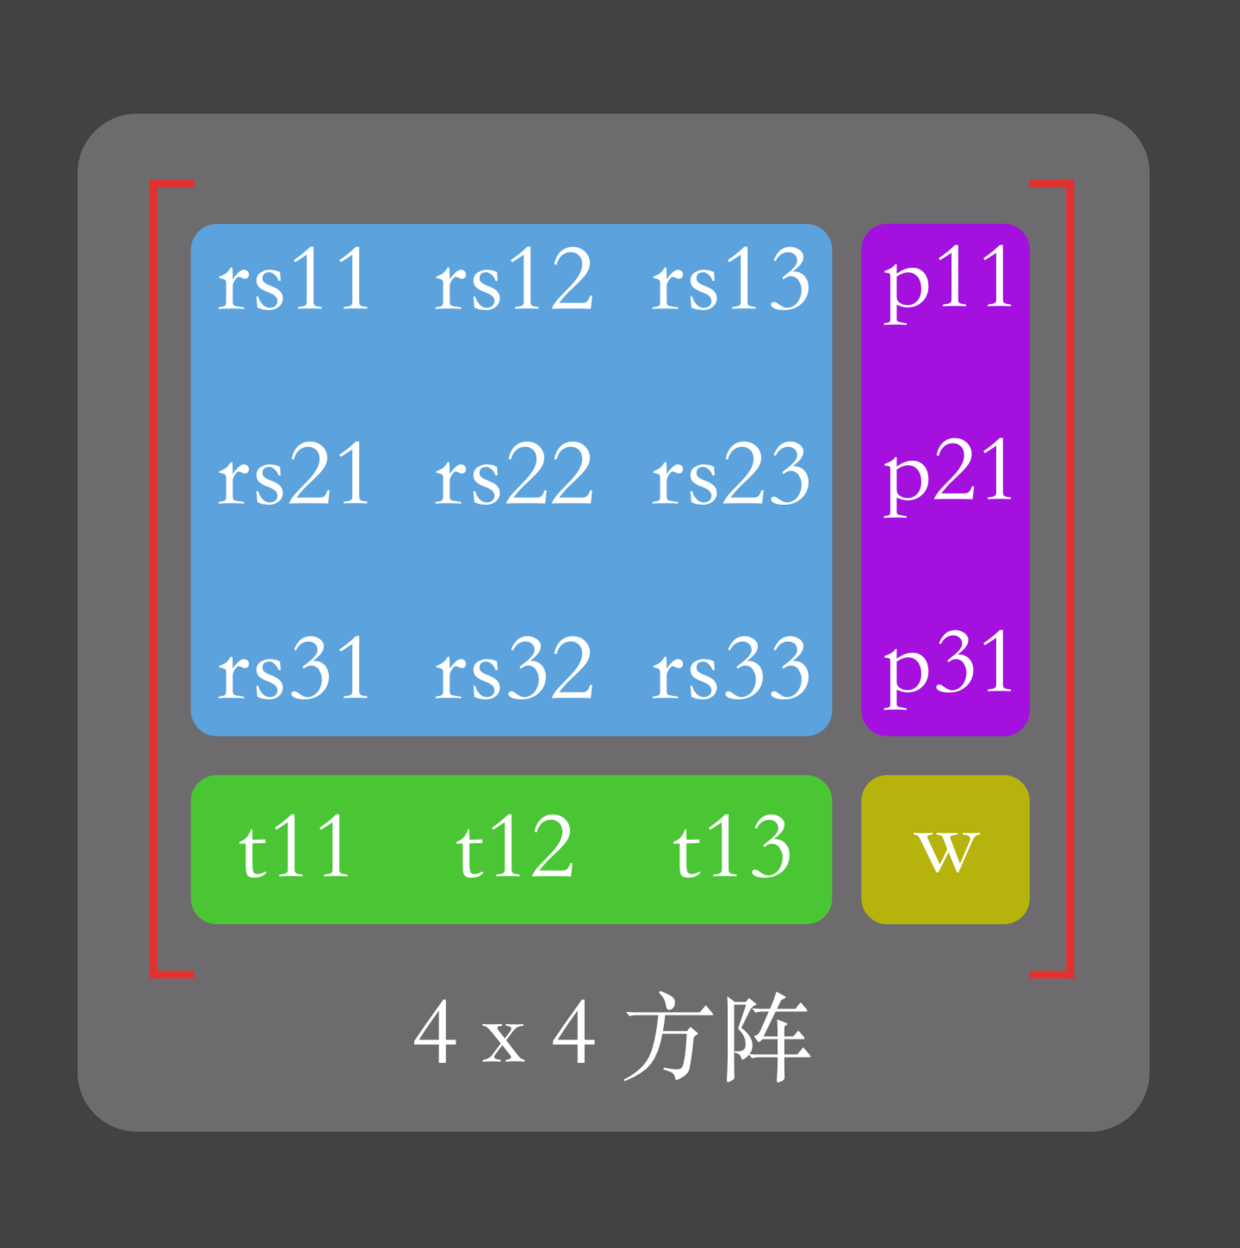 rs11 rs12 rs13 p11
rs21 rs22 rs23 p21
rs31 rs32 rs33 p31
t11 t12 t13 w
4 x 4 方阵